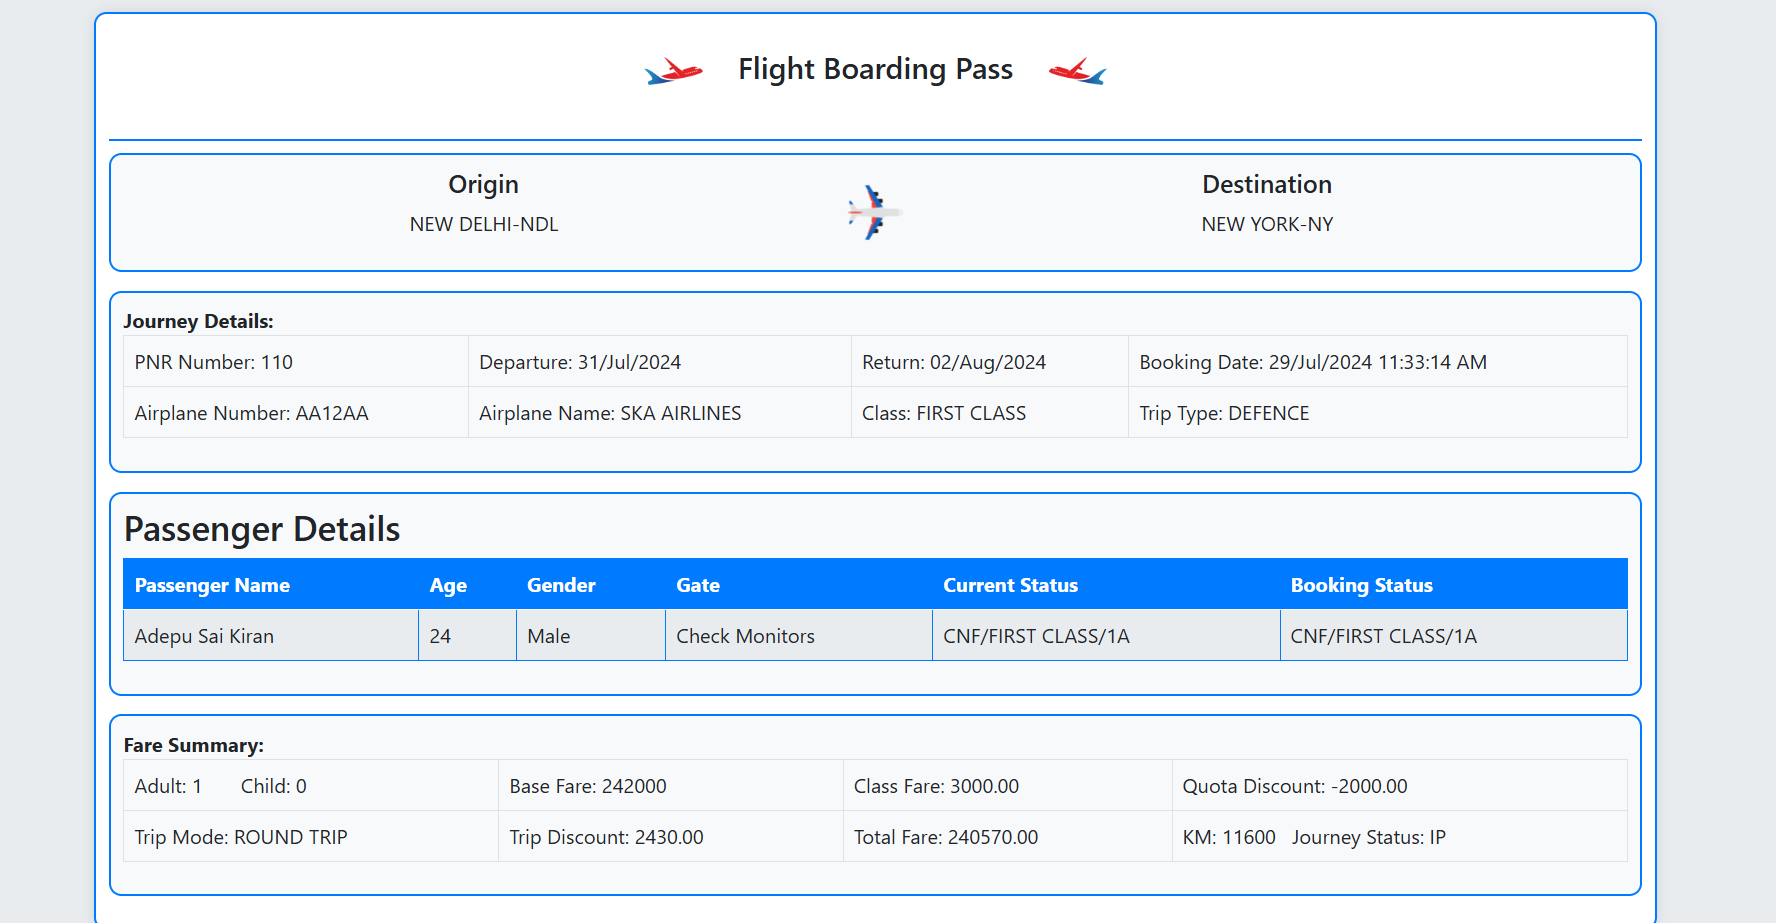 Flight Boarding Pass
Origin
NEW DELHI-NDL
Destination
NEW YORK-NY
Journey Details:
PNR Number: 110 Departure: 31/Jul/2024 Return: 02/Aug/2024 Booking Date: 29/Jul/2024 11:33:14 AM
Airplane Number: AA12AA Airplane Name: SKA AIRLINES Class: FIRST CLASS Trip Type: DEFENCE
Passenger Details
Passenger Name Age Gender Gate Current Status Booking Status
Adepu Sai Kiran 24 Male Check Monitors CNF/FIRST CLASS/1A CNF/FIRST CLASS/1A
Fare Summary:
Adult: 1 Child: 0 Base Fare: 242000 Class Fare: 3000.00 Quota Discount: -2000.00
Trip Mode: ROUND TRIP Trip Discount: 2430.00 Total Fare: 240570.00 KM: 11600 Journey Status: IP